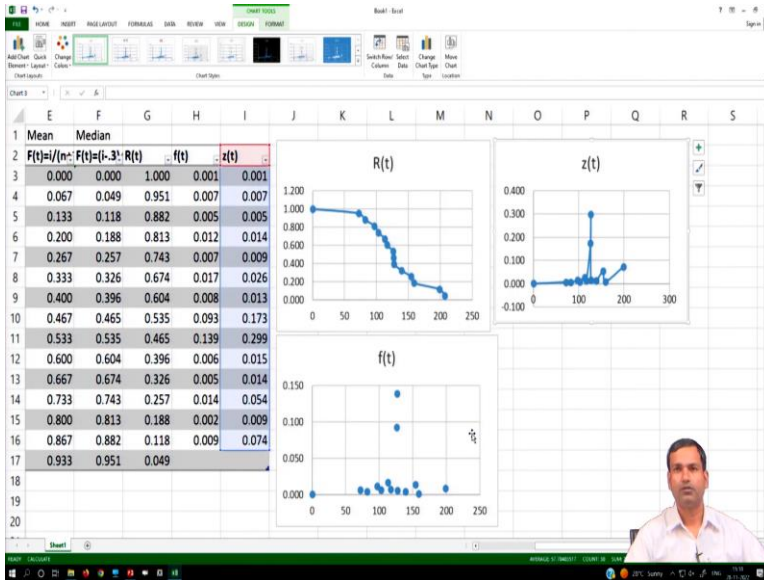 CHART TOOLS
Book1 - Excel
FILE HOME INSERT PAGE LAYOUT FORMULAS DATA REVIEW VIEW DESIGN FORMAT
Sign in
Add Chart Element Quick Layout Change Colors
Switch Row/ Column Select Data Change Chart Type Move Chart
Chart Layouts Chart Styles Data Type Location
Chart 3
E F G H I J K L M N O P Q R S
1 Mean Median
2 F(t)=i/(n+ F(t)=(i-.3) R(t) f(t) z(t)
3 0.000 0.000 1.000 0.001 0.001
4 0.067 0.049 0.951 0.007 0.007
5 0.133 0.118 0.882 0.005 0.005
6 0.200 0.188 0.813 0.012 0.014
7 0.267 0.257 0.743 0.007 0.009
8 0.333 0.326 0.674 0.017 0.026
9 0.400 0.396 0.604 0.008 0.013
10 0.467 0.465 0.535 0.093 0.173
11 0.533 0.535 0.465 0.139 0.299
12 0.600 0.604 0.396 0.006 0.015
13 0.667 0.674 0.326 0.005 0.014
14 0.733 0.743 0.257 0.014 0.054
15 0.800 0.813 0.188 0.002 0.009
16 0.867 0.882 0.118 0.009 0.074
17 0.933 0.951 0.049
18
19
20
R(t)
1.200
1.000
0.800
0.600
0.400
0.200
0.000
0 50 100 150 200 250
z(t)
0.400
0.300
0.200
0.100
0.000
-0.100
0 100 200 300
f(t)
0.150
0.100
0.050
0.000
0 50 100 150 200 250
Sheet1
READY CALCULATE
28°C Sunny